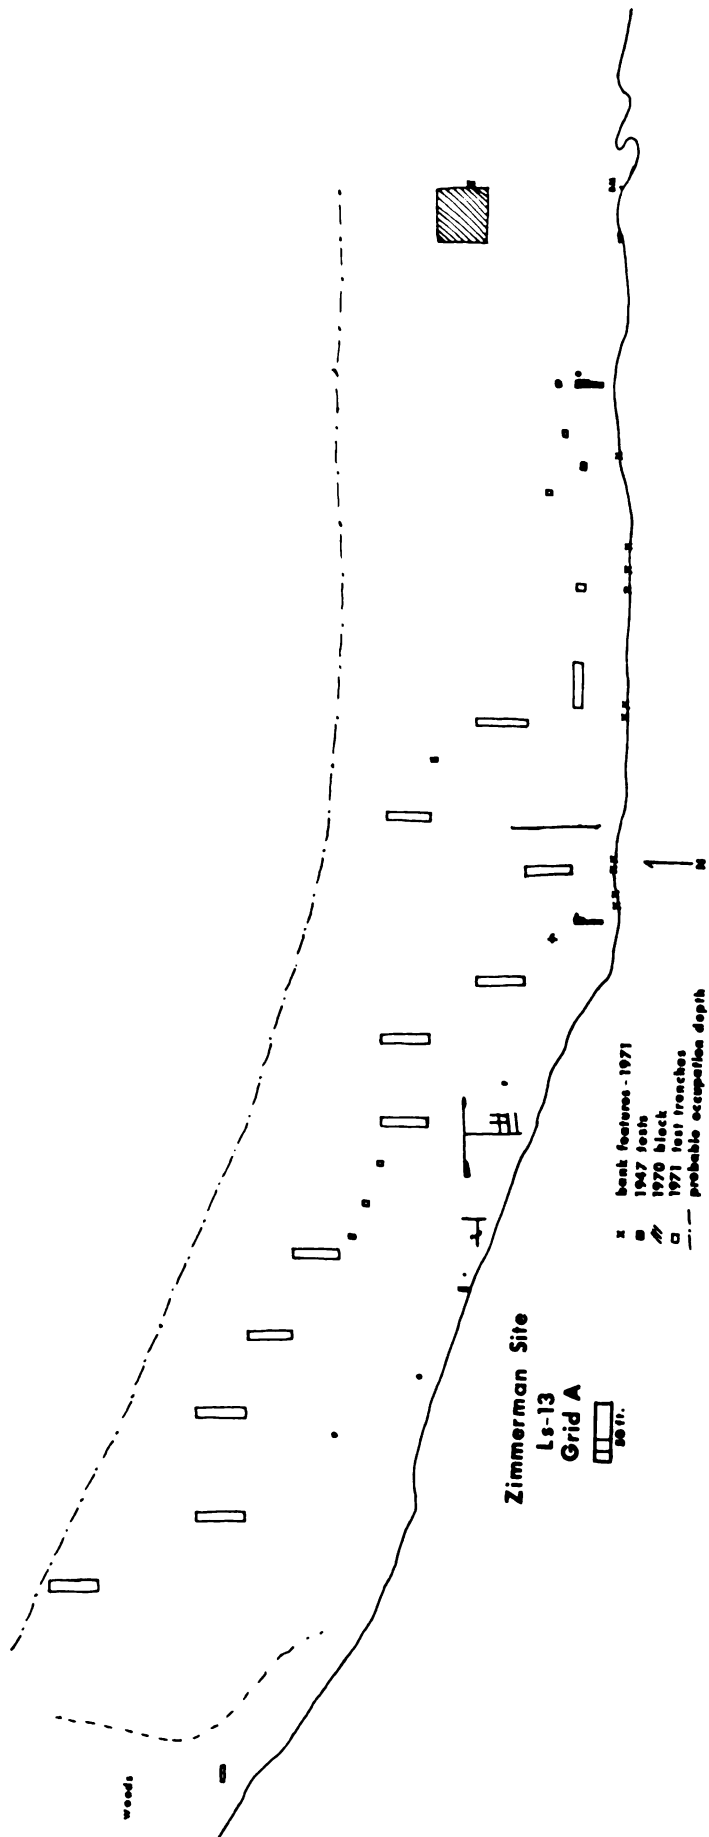 woods
Zimmerman Site
Ls-13
Grid A
50 ft.
x bank features - 1971
1947 tests
1970 block
1971 test trenches
probable occupation depth
N